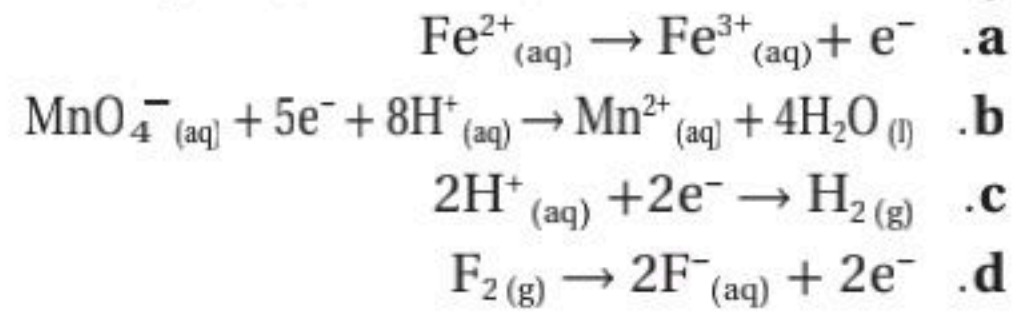 Fe²⁺(aq) → Fe³⁺(aq) + e⁻ .a
MnO₄⁻(aq) + 5e⁻ + 8H⁺(aq) → Mn²⁺(aq) + 4H₂O(l) .b
2H⁺(aq) + 2e⁻ → H₂(g) .c
F₂(g) → 2F⁻(aq) + 2e⁻ .d